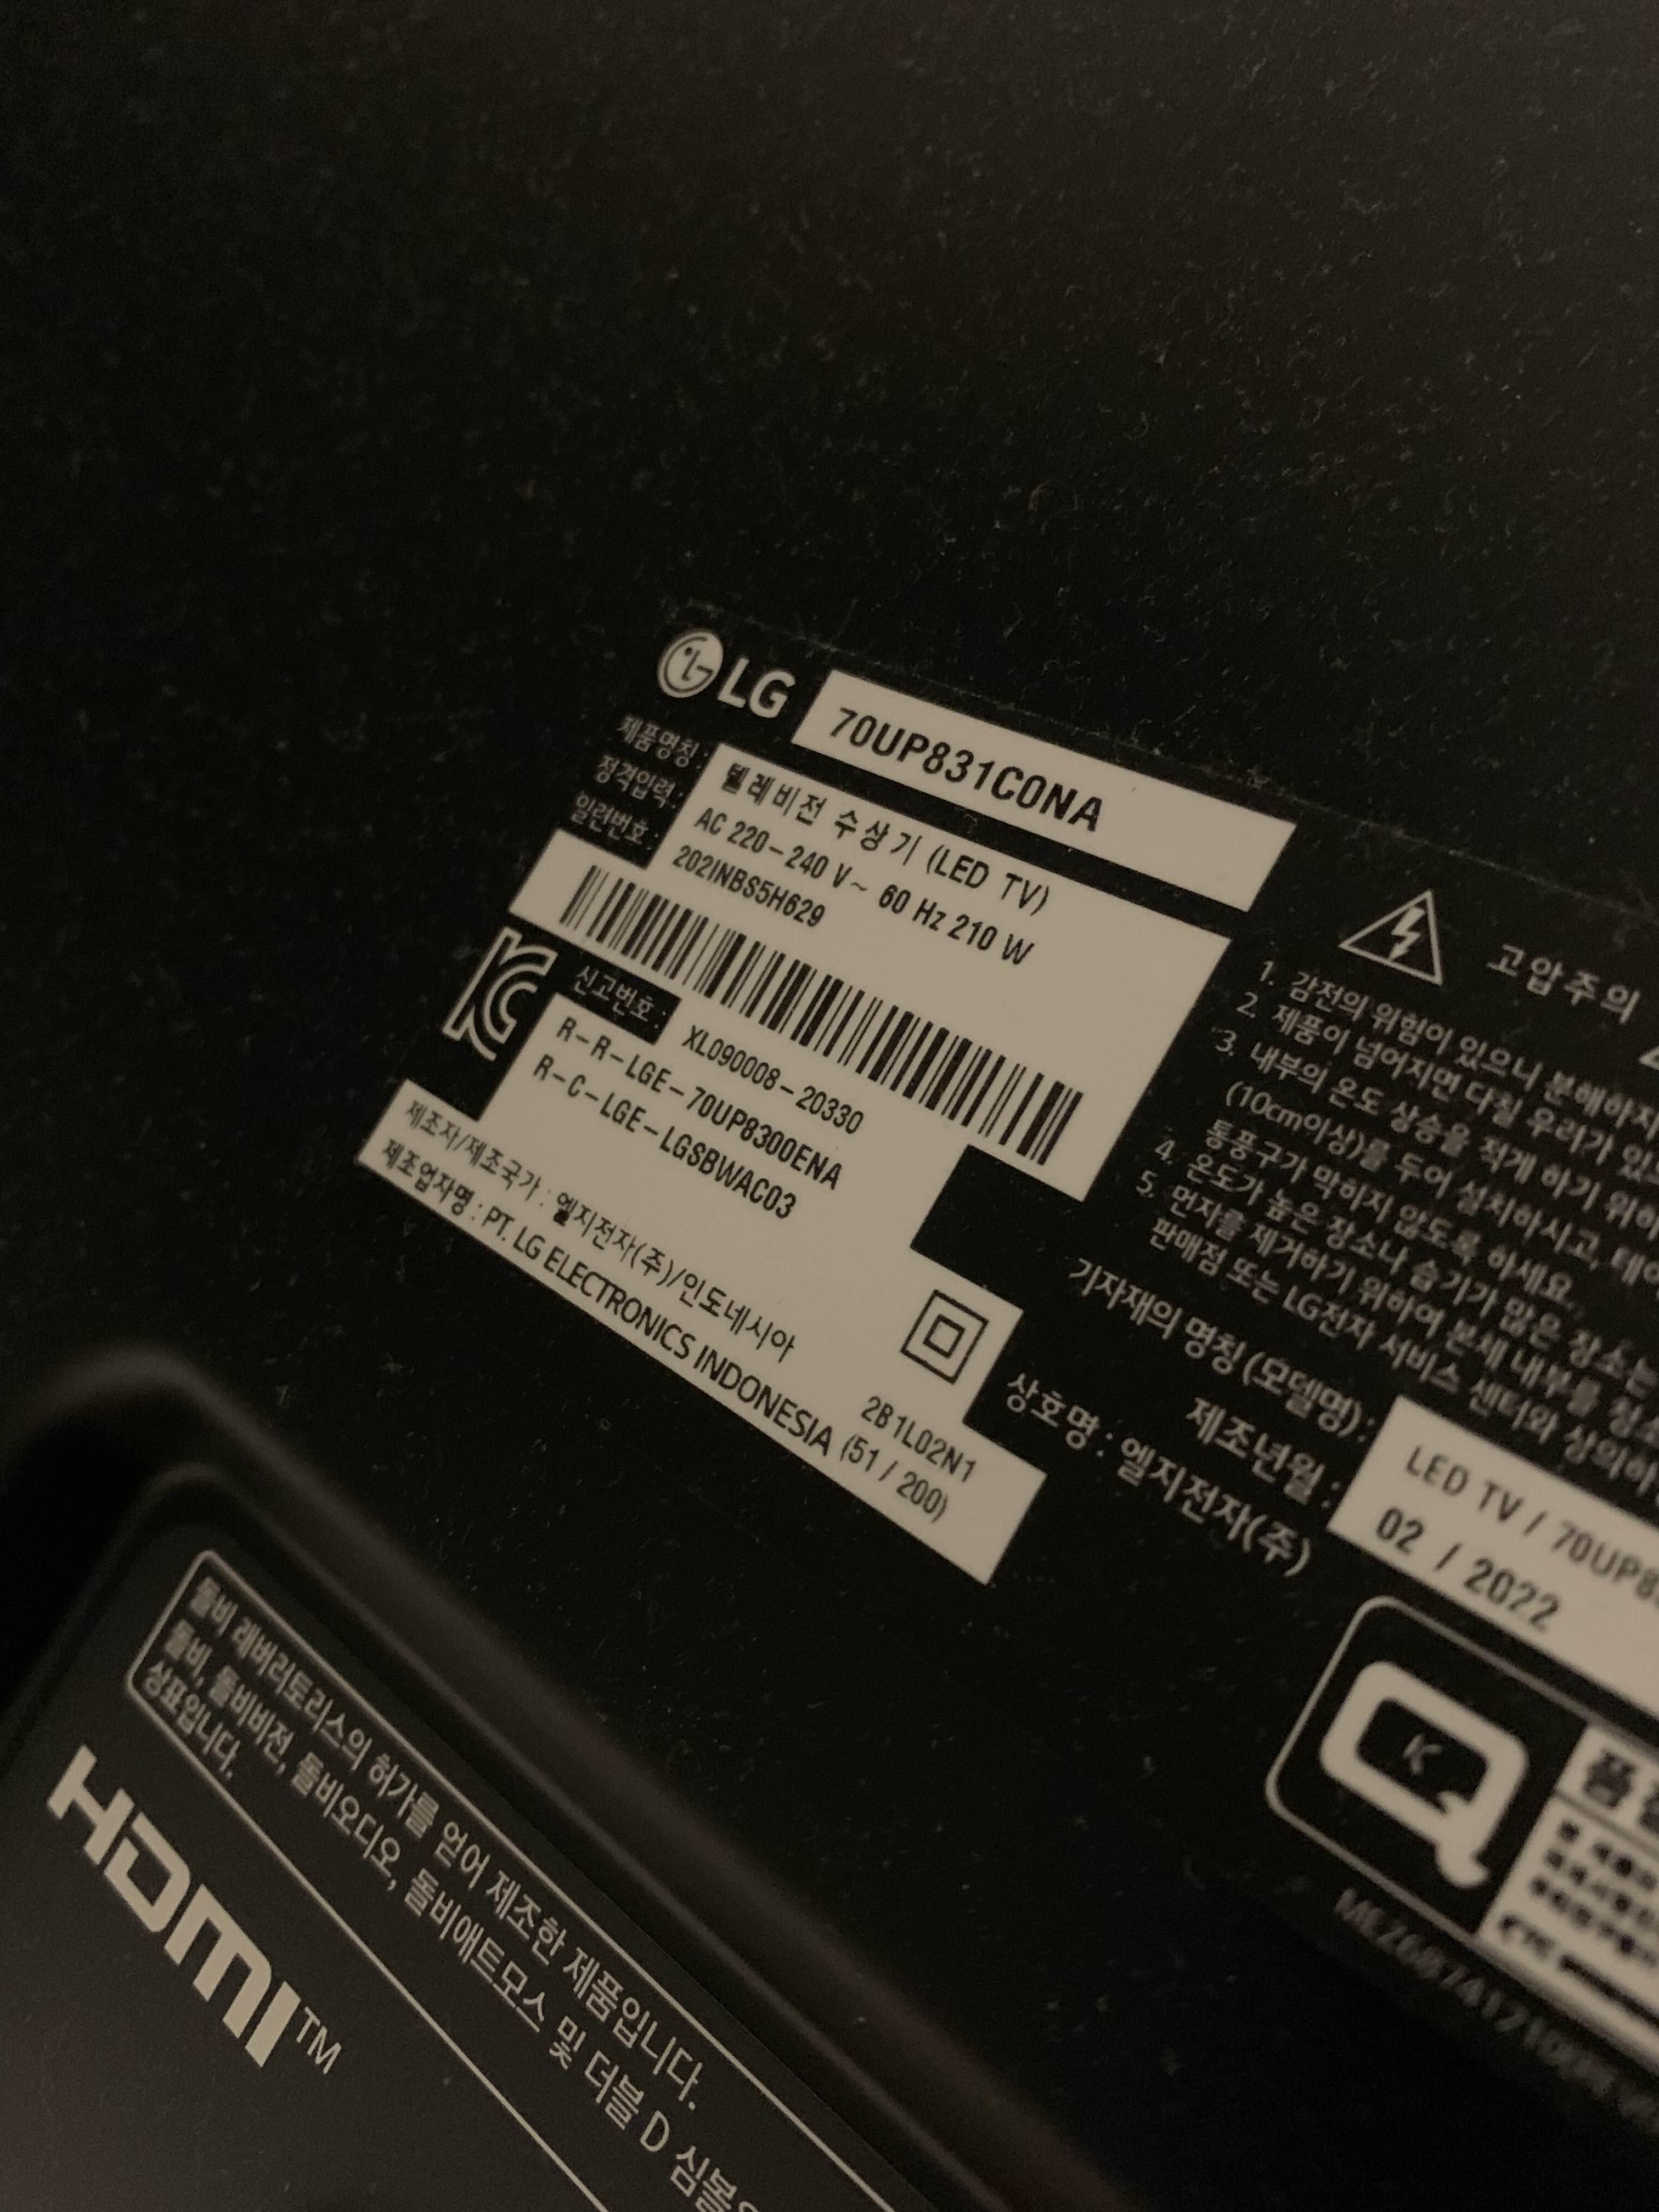 LG 70UP831C0NA
제품명칭 : 텔레비전 수상기 (LED TV)
정격입력 : AC 220-240 V~ 60 Hz 210 W
일련번호 : 202INBS5H629
신고번호 : XL090008-20330
R-R-LGE-70UP8300ENA
R-C-LGE-LGSBWAC03
제조자/제조국가 : 엘지전자(주)/인도네시아
제조업자명 : PT. LG ELECTRONICS INDONESIA (51 / 200)
2B1L02N1
고압주의
1. 감전의 위험이 있으니 분해하지
2. 제품이 넘어지면 다칠 우려가 있으
3. 내부의 온도 상승을 적게 하기 위하
(10cm이상)를 두어 설치하시고,
통풍구가 막히지 않도록 하세요.
4. 온도가 높은 장소나 습기가 많은 장소는
5. 먼지를 제거하기 위하여 본체 내부를
판매점 또는 LG전자 서비스 센터와 상의하
기자재의 명칭(모델명) : LED TV / 70UP8
제조년월 : 02 / 2022
상호명 : 엘지전자(주)
돌비 래버러토리스의 허가를 얻어 제조한 제품입니다.
돌비, 돌비비전, 돌비오디오, 돌비애트모스 및 더블 D 심볼은
상표입니다.
HDMI™